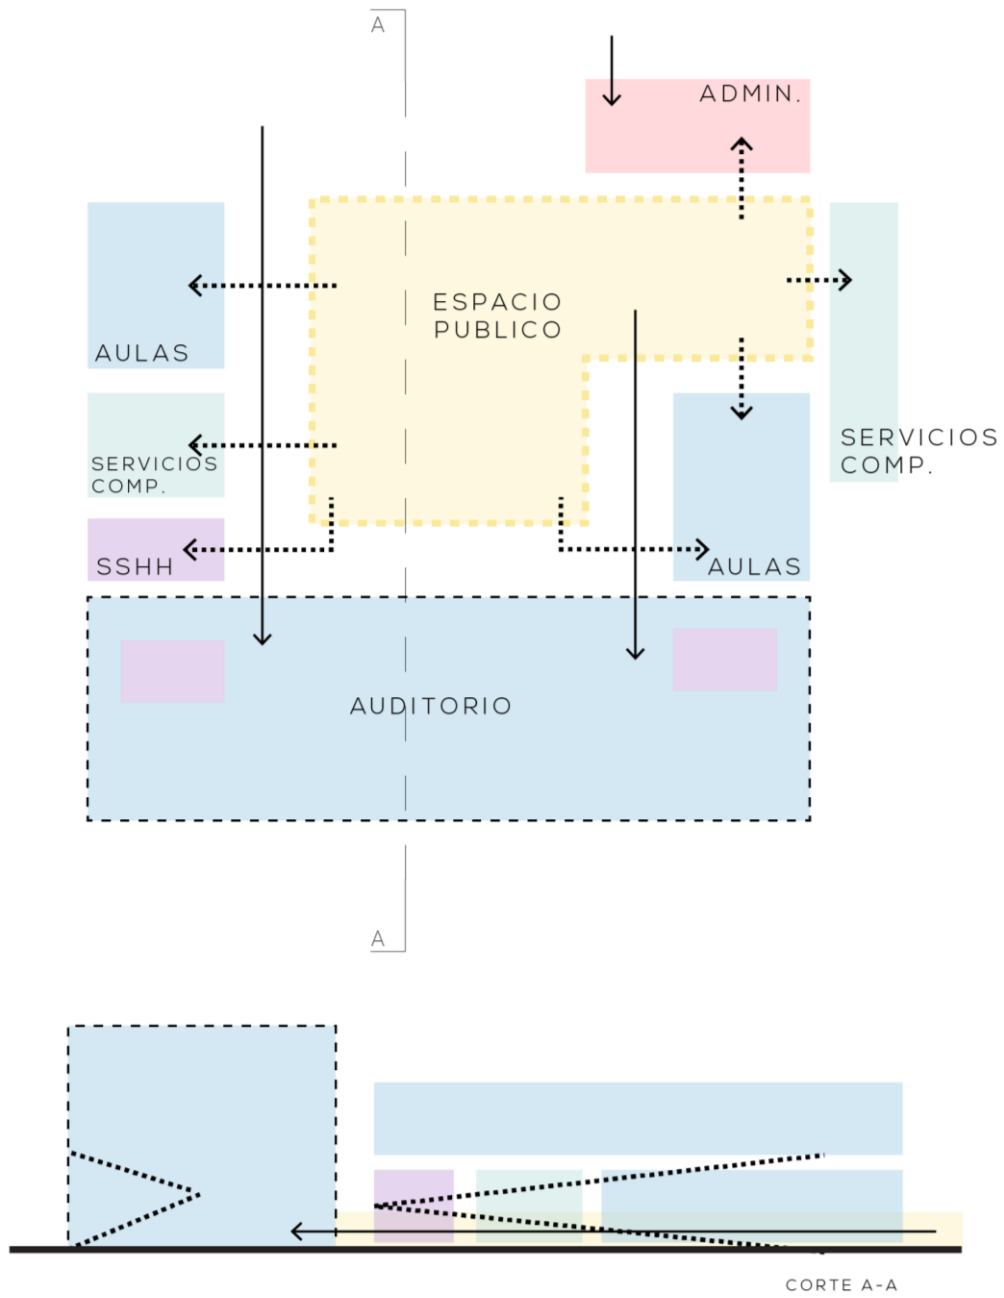 A
ADMIN.
ESPACIO
PUBLICO
AULAS
SERVICIOS
COMP.
SERVICIOS
COMP.
SSHH
AULAS
AUDITORIO
A
CORTE A-A